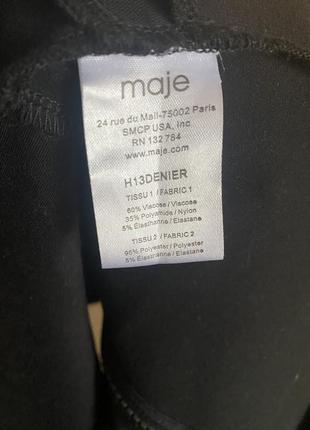 maje
24 rue du Mail-75002 Paris
SMCP USA, Inc.
RN 132 784
www.maje.com
H13DENIER
TISSU 1 / FABRIC 1
60% Viscose / Viscose
35% Polyamide / Nylon
5% Elasthanne / Elastane
TISSU 2 / FABRIC 2
95% Polyester / Polyester
5% Elasthanne / Elastane